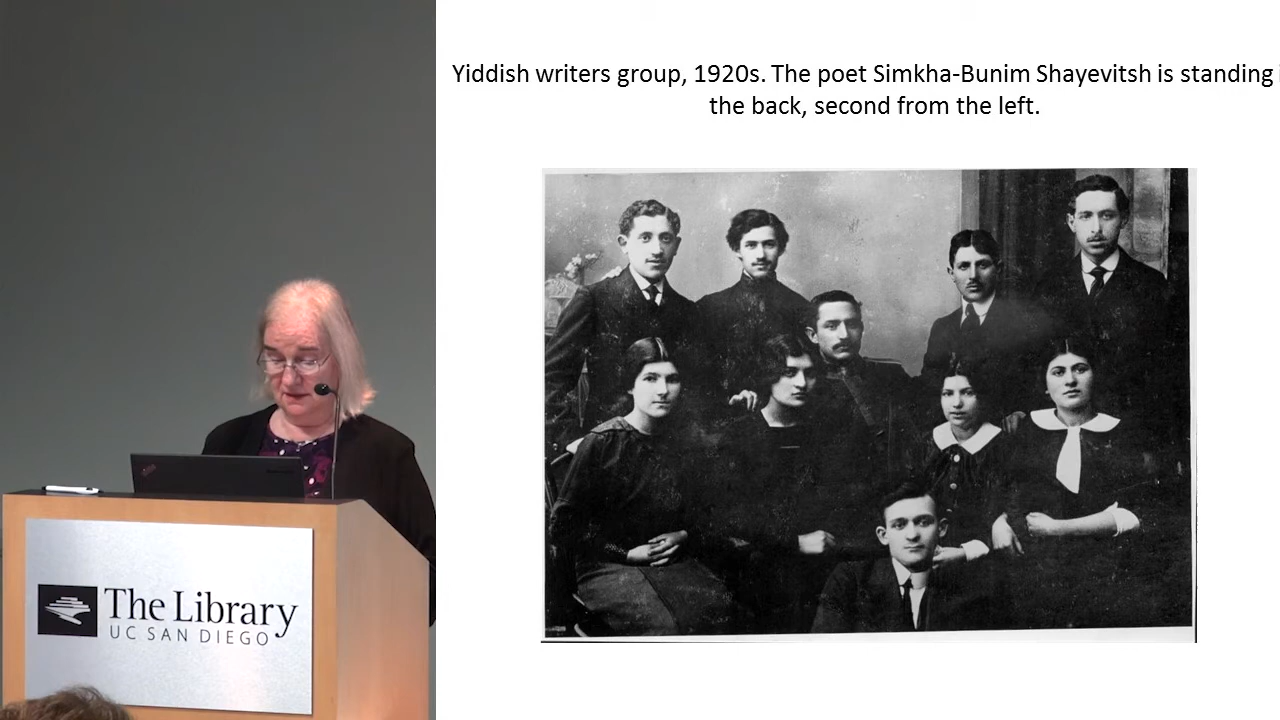 Yiddish writers group, 1920s. The poet Simkha-Bunim Shayevitsh is standing
the back, second from the left.
The Library
UC SAN DIEGO